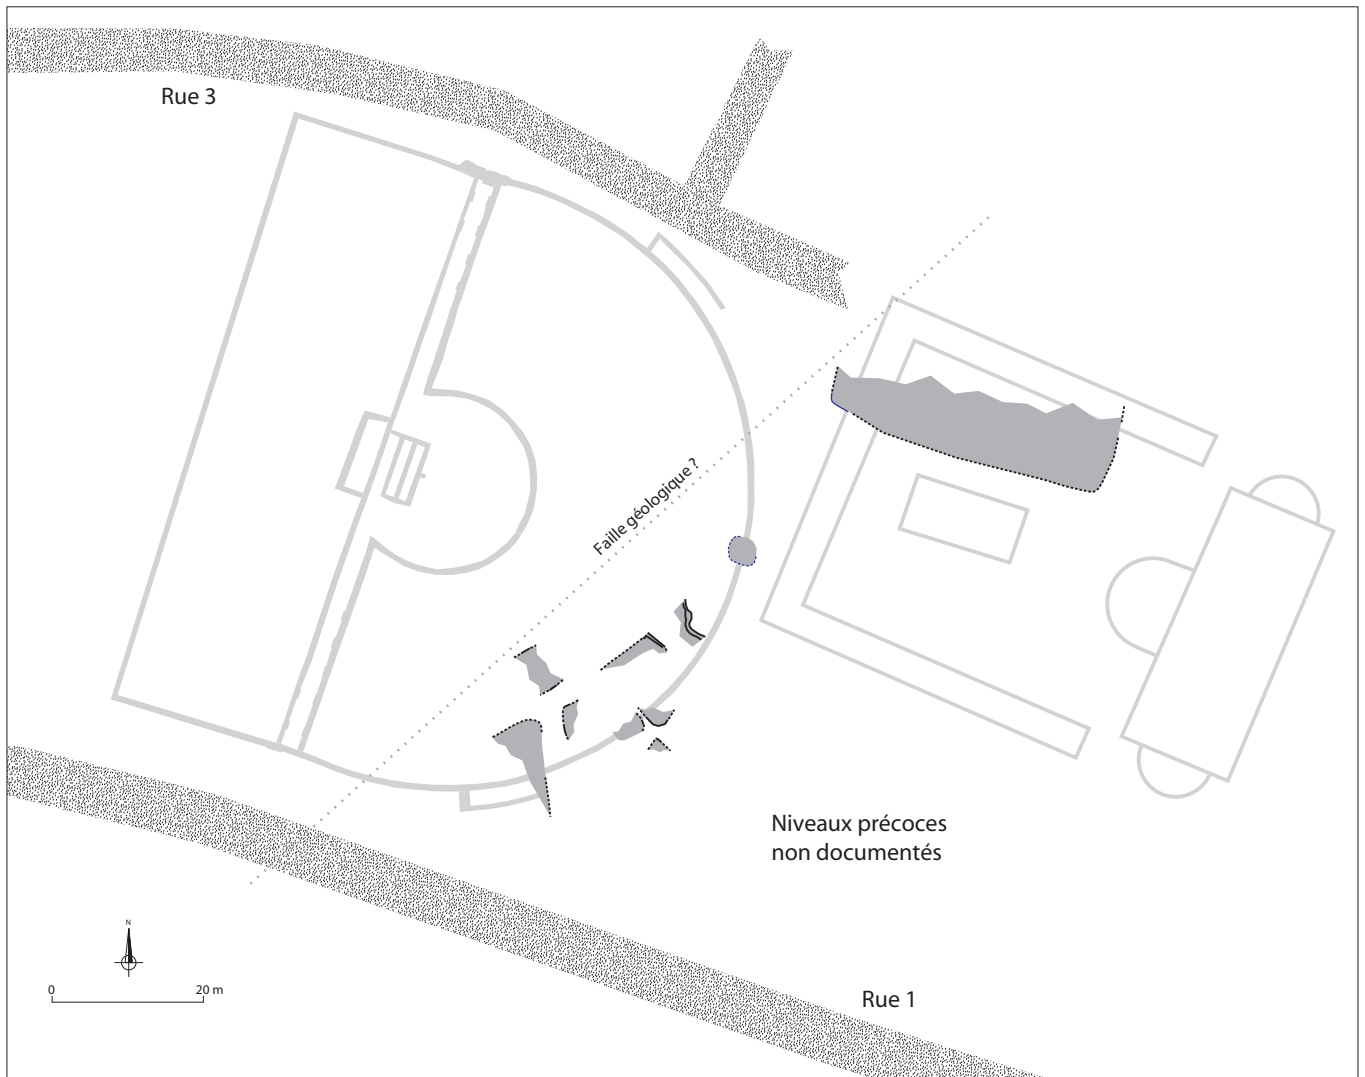 Rue 3
Faille géologique ?
Niveaux précoces
non documentés
N
0 20 m
Rue 1